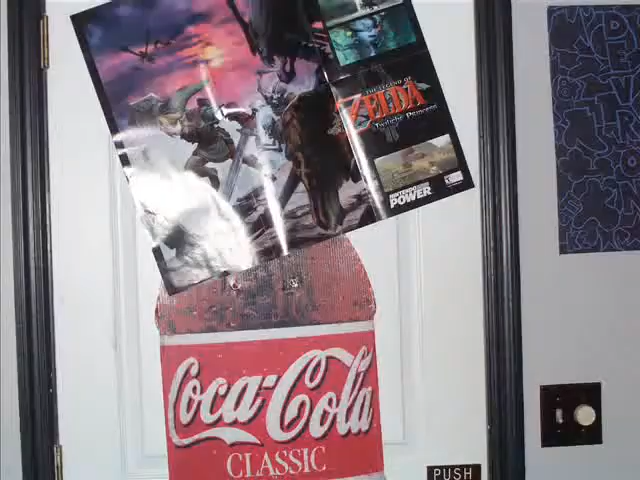 THE LEGEND OF
ZELDA
Twilight Princess
NINTENDO
POWER
Coca-Cola
CLASSIC
PUSH